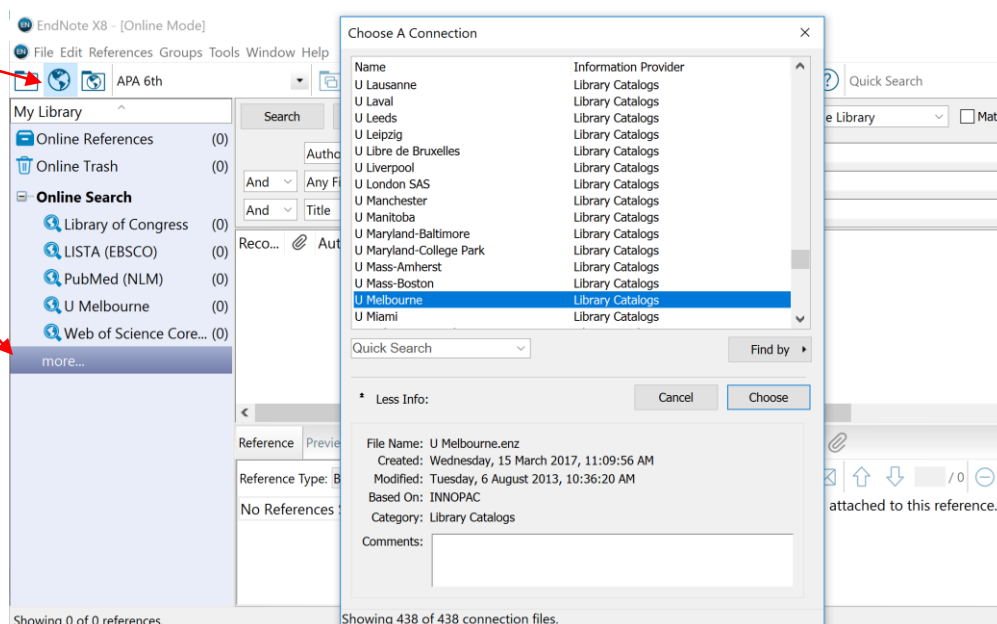 EndNote X8 - [Online Mode]
File Edit References Groups Tools Window Help
APA 6th
Quick Search
My Library
Online References (0)
Online Trash (0)
Online Search
Library of Congress (0)
LISTA (EBSCO) (0)
PubMed (NLM) (0)
U Melbourne (0)
Web of Science Core... (0)
more...
Search
e Library
Mat
Autho
And Any Fi
And Title
Reco... Aut
Reference Previe
Reference Type: B
No References S
/ 0
attached to this reference.
Showing 0 of 0 references.
Choose A Connection
Name Information Provider
U Lausanne Library Catalogs
U Laval Library Catalogs
U Leeds Library Catalogs
U Leipzig Library Catalogs
U Libre de Bruxelles Library Catalogs
U Liverpool Library Catalogs
U London SAS Library Catalogs
U Manchester Library Catalogs
U Manitoba Library Catalogs
U Maryland-Baltimore Library Catalogs
U Maryland-College Park Library Catalogs
U Mass-Amherst Library Catalogs
U Mass-Boston Library Catalogs
U Melbourne Library Catalogs
U Miami Library Catalogs
Quick Search
Find by
Less Info:
Cancel
Choose
File Name: U Melbourne.enz
Created: Wednesday, 15 March 2017, 11:09:56 AM
Modified: Tuesday, 6 August 2013, 10:36:20 AM
Based On: INNOPAC
Category: Library Catalogs
Comments:
Showing 438 of 438 connection files.